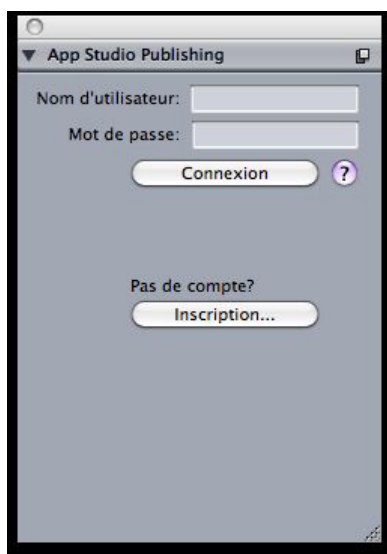 App Studio Publishing
Nom d'utilisateur:
Mot de passe:
Connexion ?
Pas de compte?
Inscription...